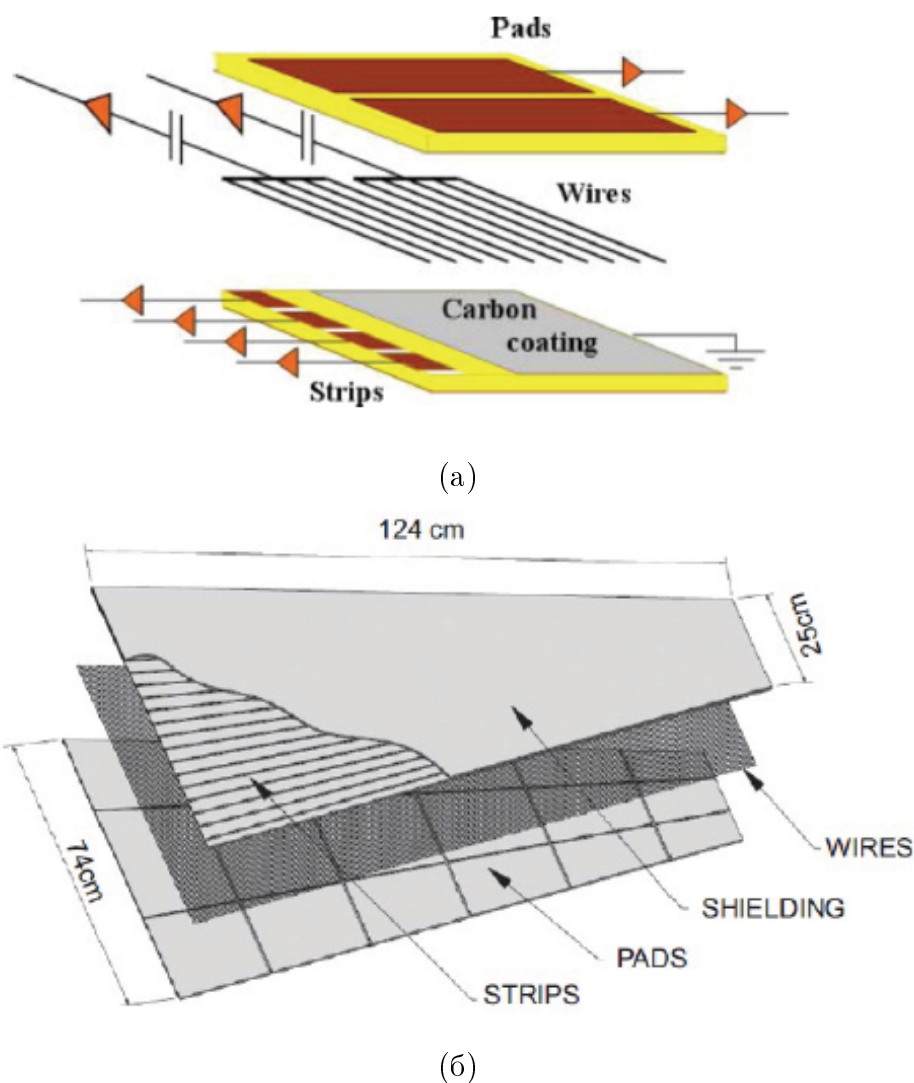 Pads
Wires
Carbon
coating
Strips
(а)
124 cm
25cm
74cm
WIRES
SHIELDING
PADS
STRIPS
(б)